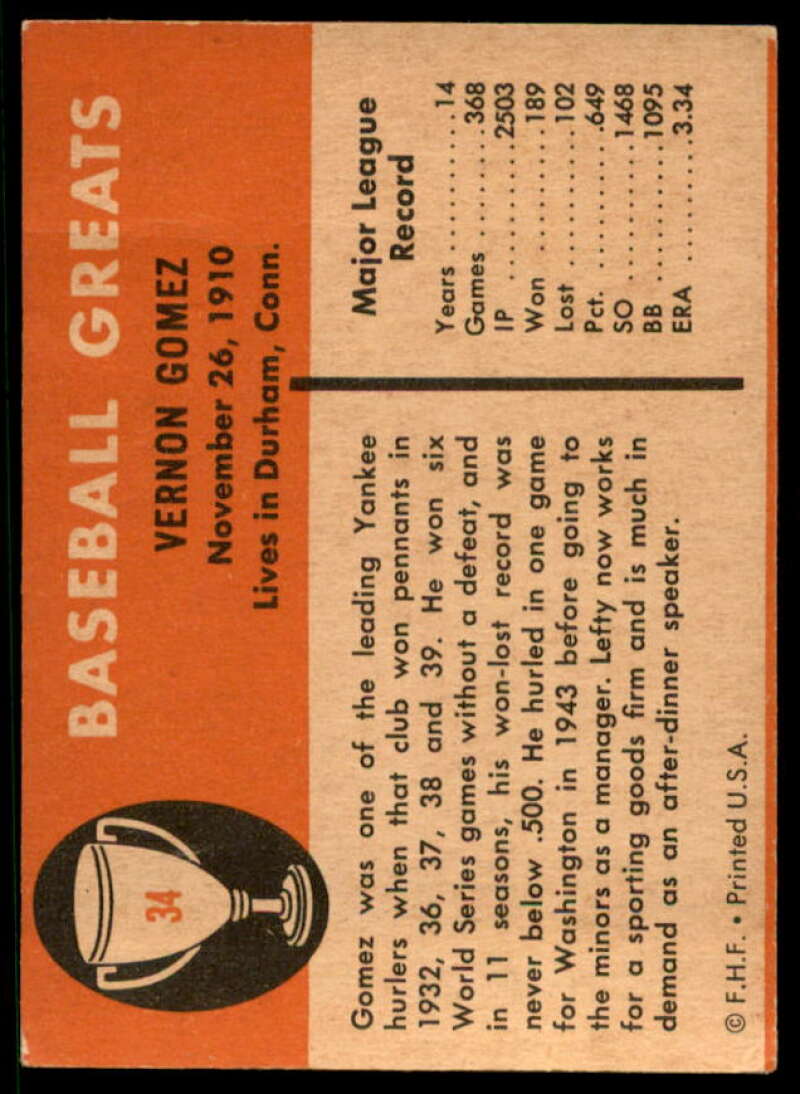 34
BASEBALL GREATS
VERNON GOMEZ
November 26, 1910
Lives in Durham, Conn.
Gomez was one of the leading Yankee
hurlers when that club won pennants in
1932, 36, 37, 38 and 39. He won six
World Series games without a defeat, and
in 11 seasons, his won-lost record was
never below .500. He hurled in one game
for Washington in 1943 before going to
the minors as a manager. Lefty now works
for a sporting goods firm and is much in
demand as an after-dinner speaker.
© F.H.F. • Printed U.S.A.
Major League
Record
Years ..........14
Games ........368
IP ..........2503
Won ..........189
Lost ..........102
Pct. ..........649
SO ..........1468
BB ..........1095
ERA ..........3.34